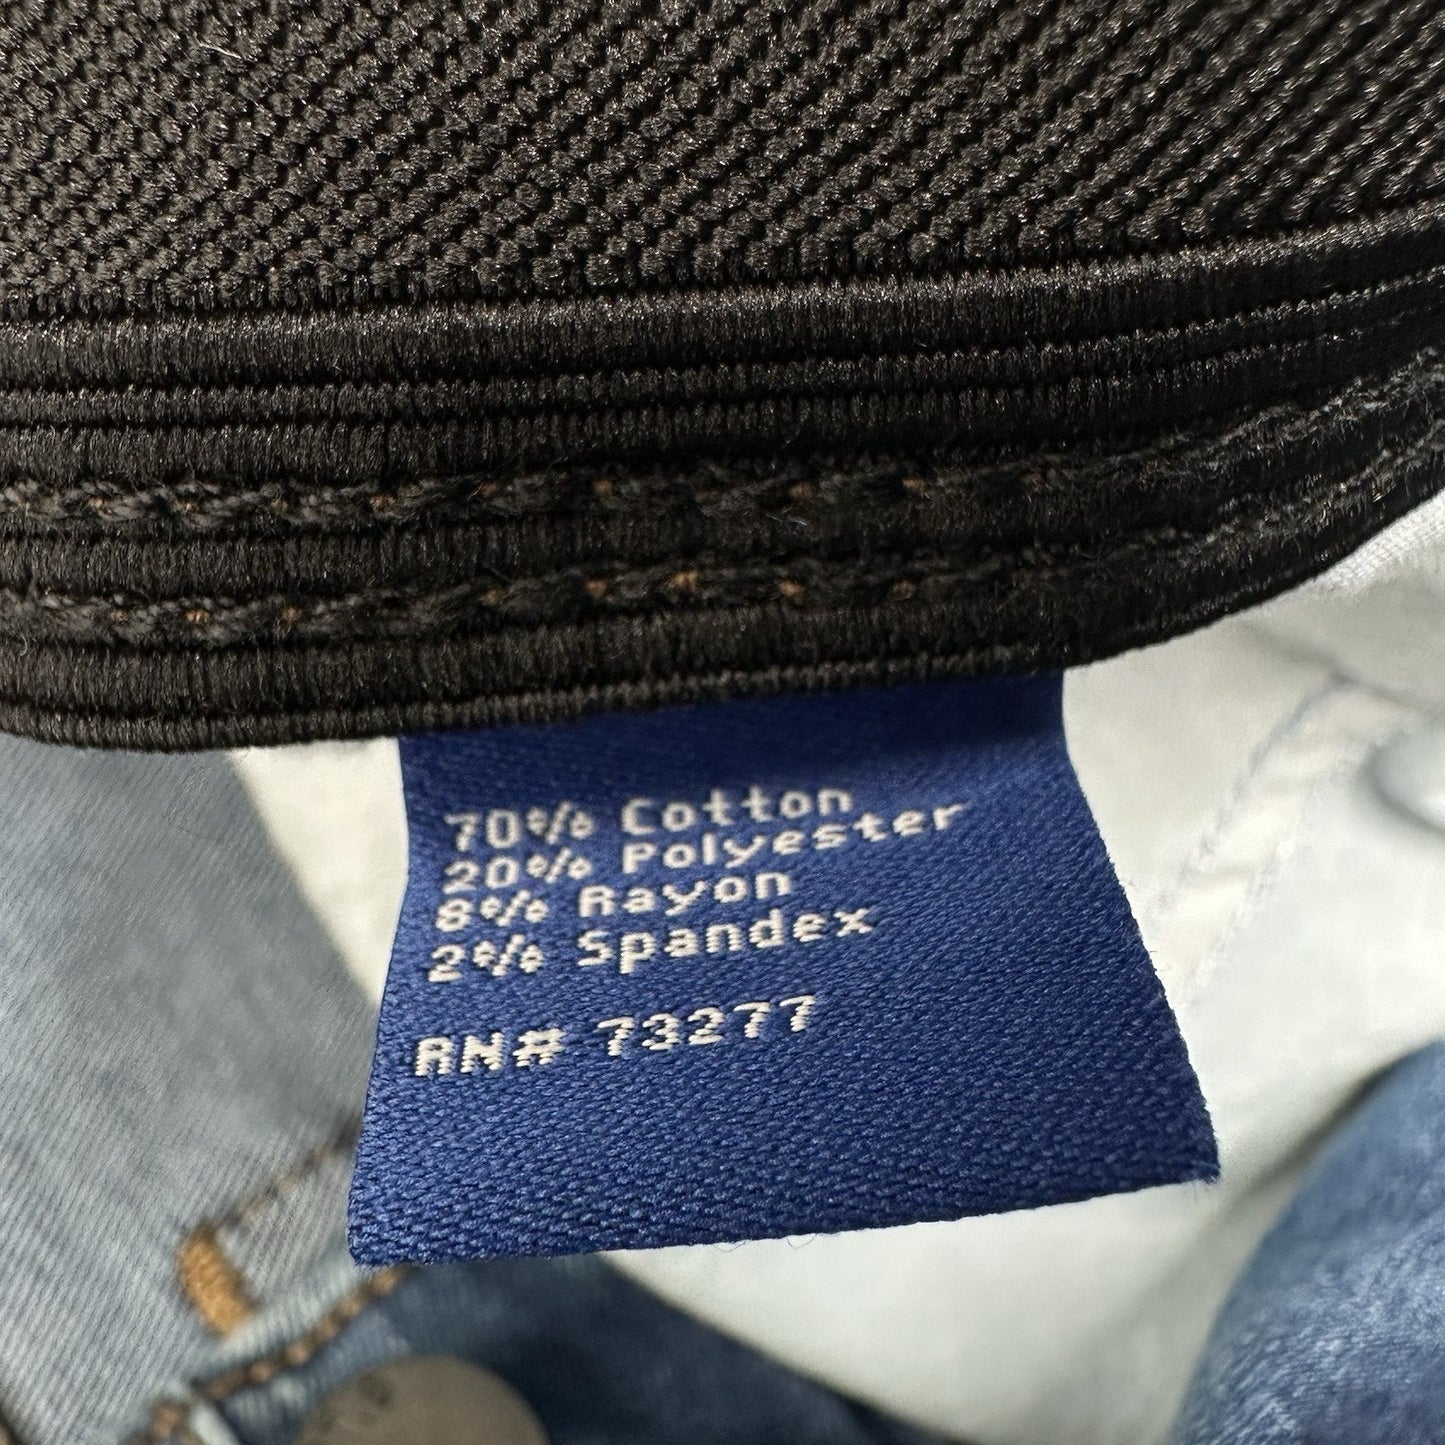 70% Cotton
20% Polyester
8% Rayon
2% Spandex
RN# 73277